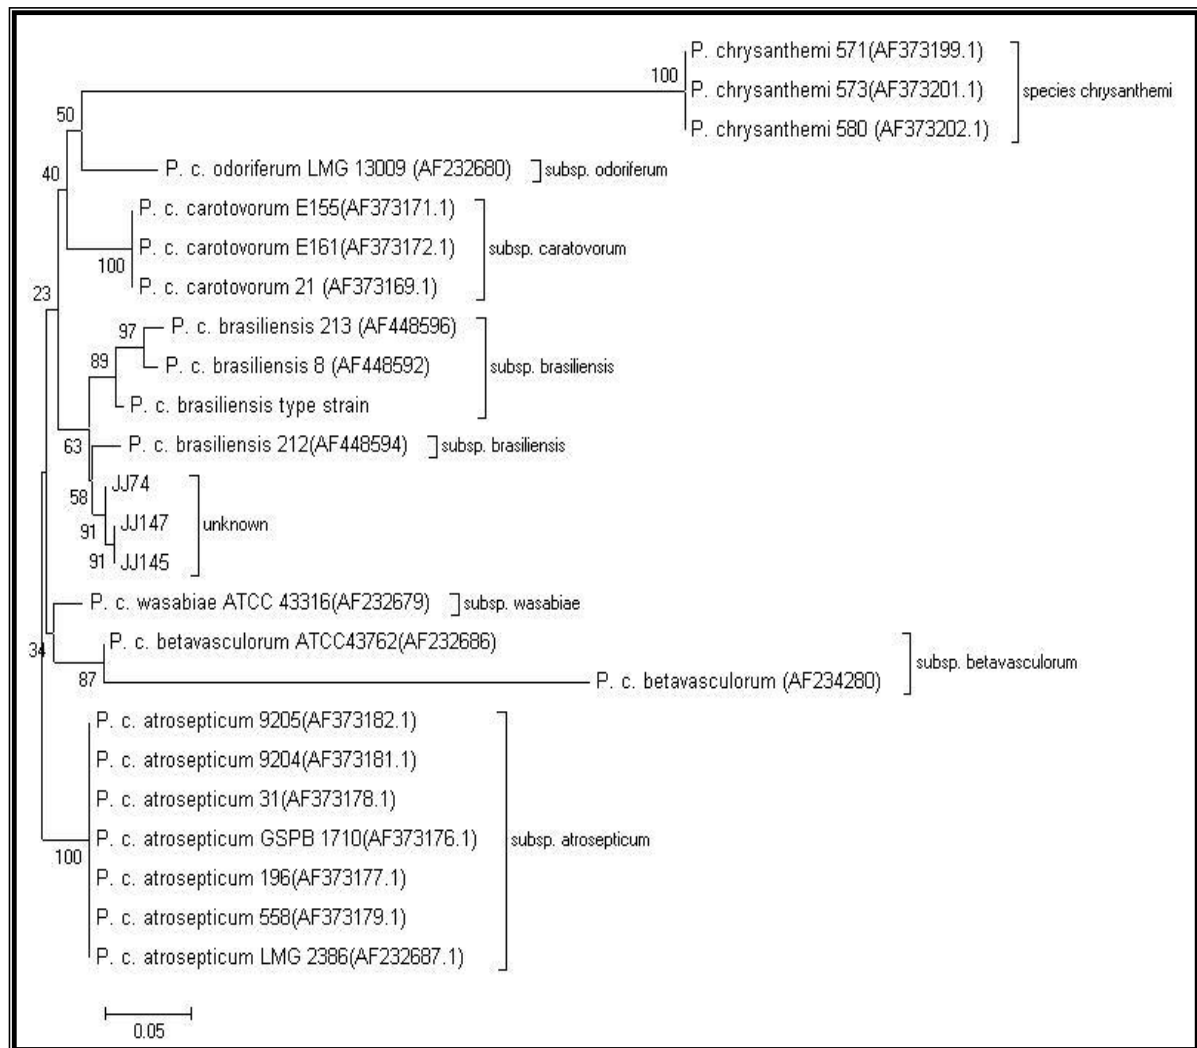 P. chrysanthemi 571(AF373199.1)
100
P. chrysanthemi 573(AF373201.1)
species chrysanthemi
50
P. chrysanthemi 580 (AF373202.1)
40
P. c. odoriferum LMG 13009 (AF232680)
subsp. odoriferum
P. c. carotovorum E155(AF373171.1)
P. c. carotovorum E161(AF373172.1)
subsp. caratovorum
100
P. c. carotovorum 21 (AF373169.1)
23
97
P. c. brasiliensis 213 (AF448596)
89
P. c. brasiliensis 8 (AF448592)
subsp. brasiliensis
P. c. brasiliensis type strain
63
P. c. brasiliensis 212(AF448594)
subsp. brasiliensis
58
JJ74
91
JJ147
unknown
91
JJ145
P. c. wasabiae ATCC 43316(AF232679)
subsp. wasabiae
34
P. c. betavasculorum ATCC43762(AF232686)
subsp. betavasculorum
87
P. c. betavasculorum (AF234280)
P. c. atrosepticum 9205(AF373182.1)
P. c. atrosepticum 9204(AF373181.1)
P. c. atrosepticum 31(AF373178.1)
P. c. atrosepticum GSPB 1710(AF373176.1)
subsp. atrosepticum
100
P. c. atrosepticum 196(AF373177.1)
P. c. atrosepticum 558(AF373179.1)
P. c. atrosepticum LMG 2386(AF232687.1)
0.05